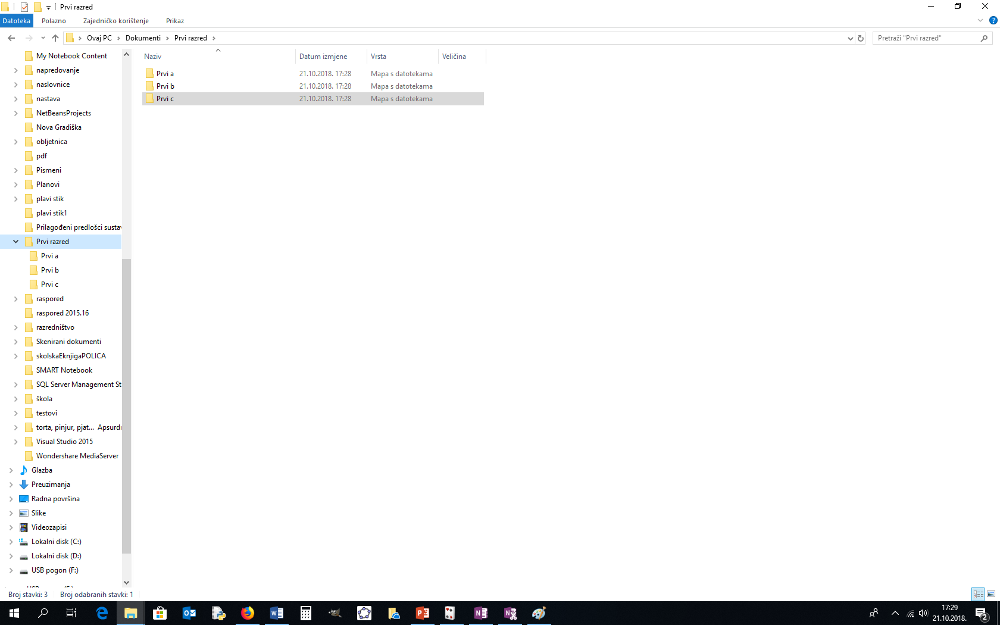 Prvi razred
Datoteka Polazno Zajedničko korištenje Prikaz
Ovaj PC Dokumenti Prvi razred
Pretraži "Prvi razred"
Naziv Datum izmjene Vrsta Veličina
Prvi a 21.10.2018. 17:28 Mapa s datotekama
Prvi b 21.10.2018. 17:28 Mapa s datotekama
Prvi c 21.10.2018. 17:28 Mapa s datotekama
My Notebook Content
napredovanje
naslovnice
nastava
NetBeansProjects
Nova Gradiška
obljetnica
pdf
Pismeni
Planovi
plavi stik
plavi stik1
Prilagođeni predlošci sustav
Prvi razred
Prvi a
Prvi b
Prvi c
raspored
raspored 2015.16
razredništvo
Skenirani dokumenti
skolskaEknjigaPOLICA
SMART Notebook
SQL Server Management St
škola
testovi
torta, pinjur, pjat... Apsurdn
Visual Studio 2015
Wondershare MediaServer
Glazba
Preuzimanja
Radna površina
Slike
Videozapisi
Lokalni disk (C:)
Lokalni disk (D:)
USB pogon (F:)
Broj stavki: 3 Broj odabranih stavki: 1
17:29
21.10.2018.
2